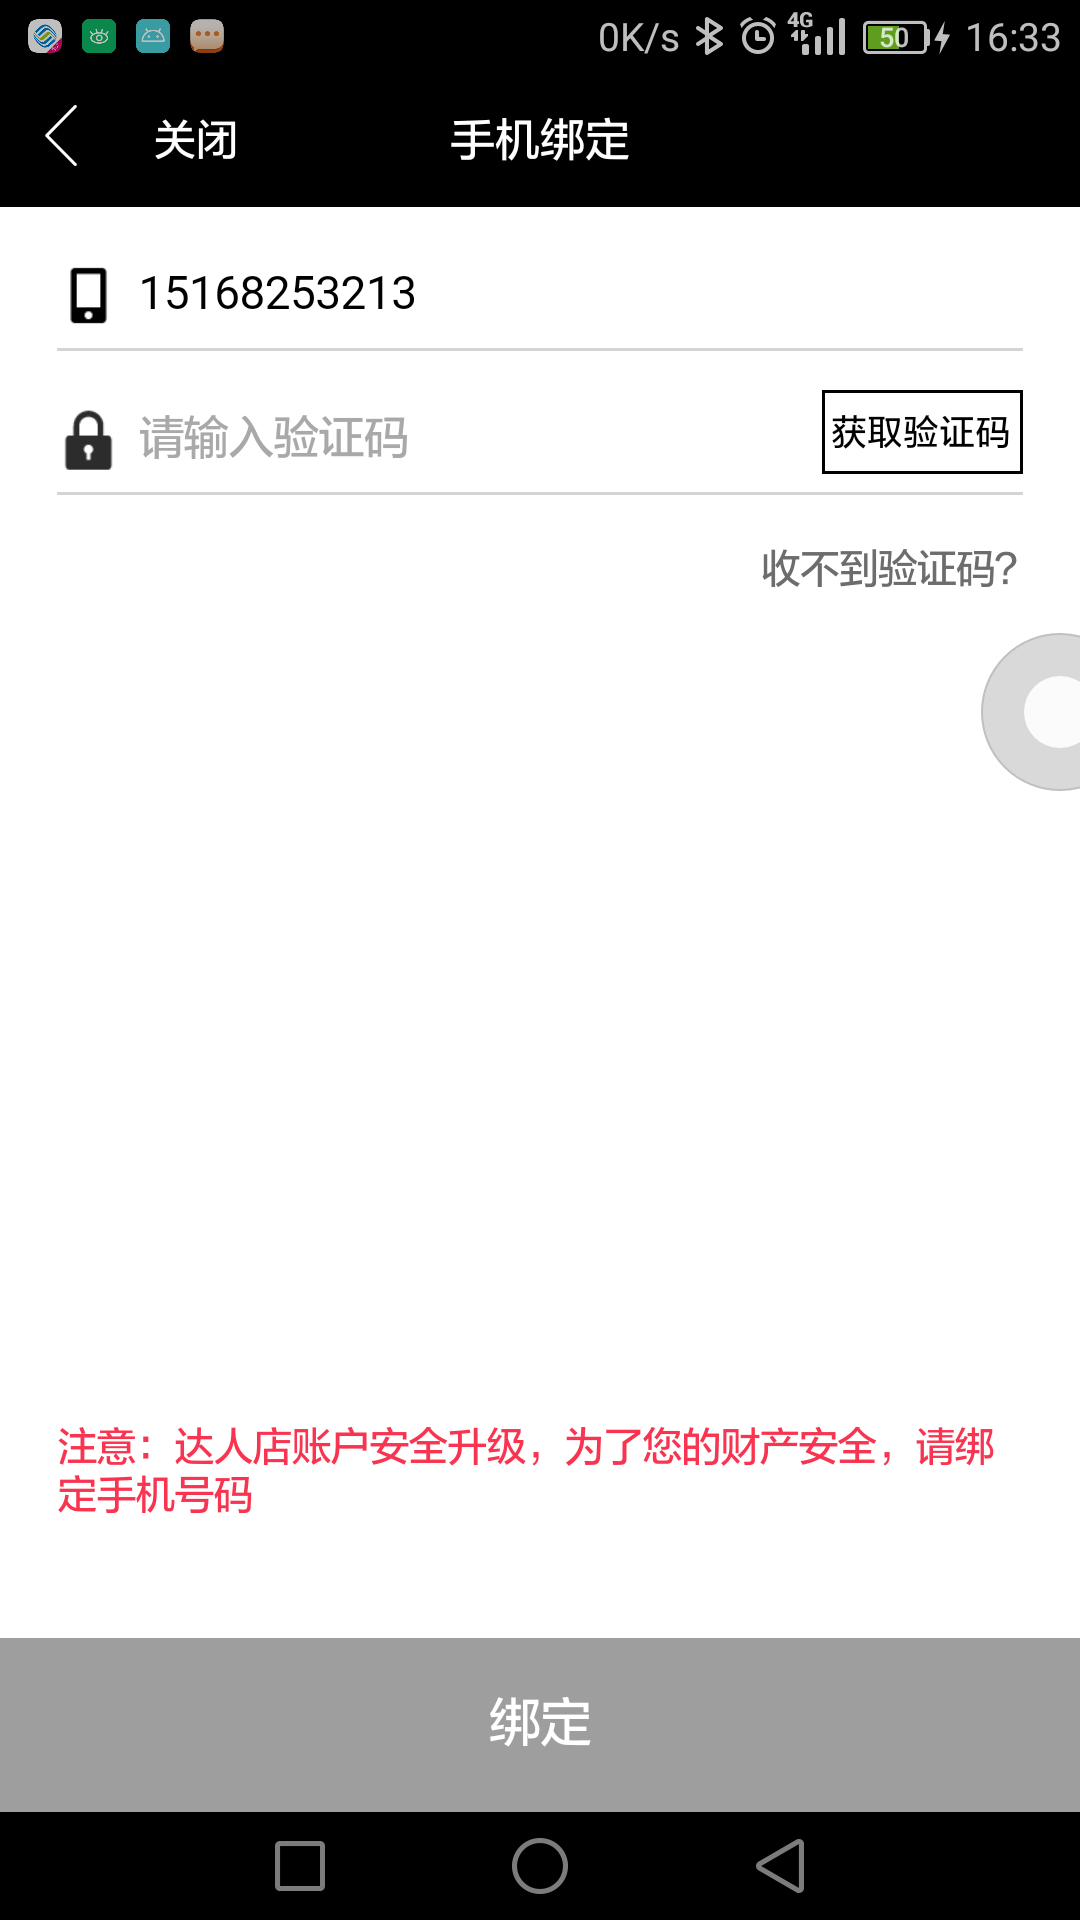 0K/s 4G 50 16:33
关闭 手机绑定
15168253213
请输入验证码 获取验证码
收不到验证码?
注意：达人店账户安全升级，为了您的财产安全，请绑
定手机号码
绑定